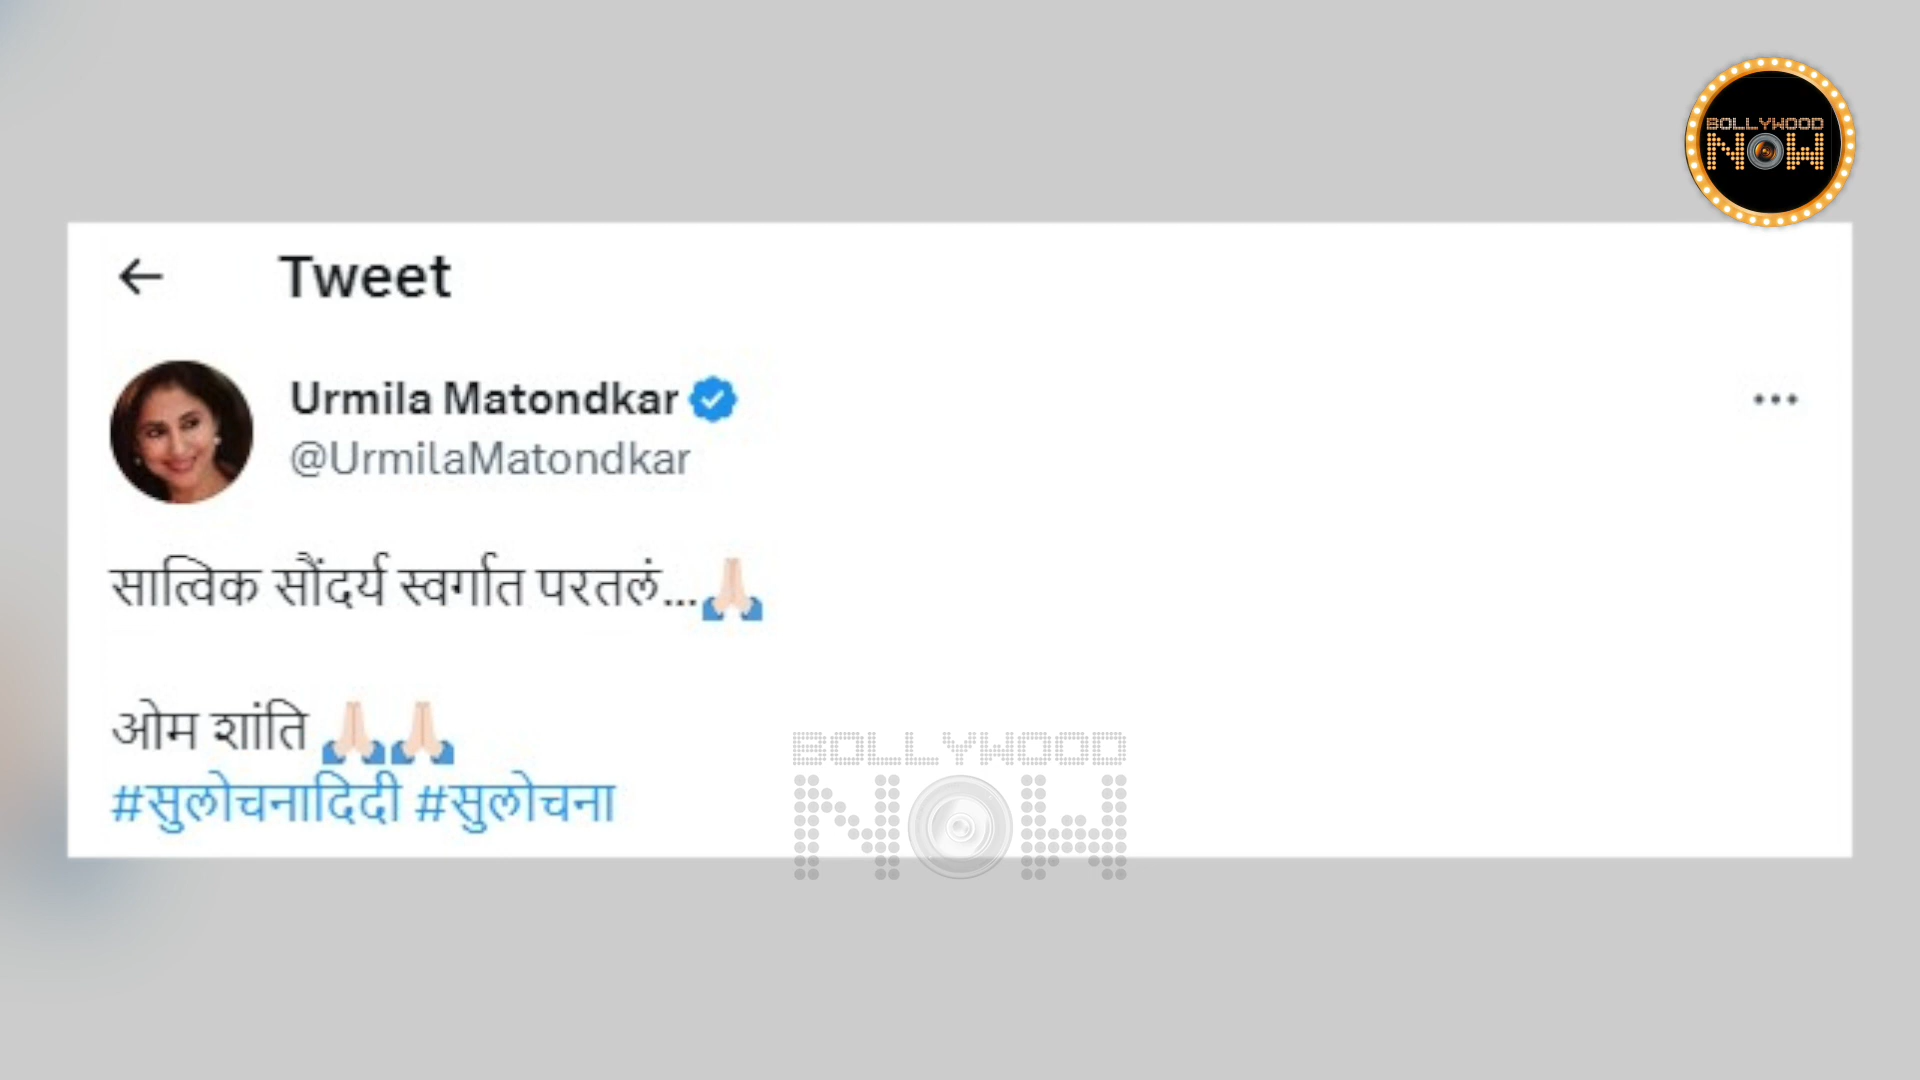 BOLLYWOOD
NOW
Tweet
Urmila Matondkar
@UrmilaMatondkar
सात्विक सौंदर्य स्वर्गात परतलं...🙏🏻
ओम शांति 🙏🏻🙏🏻
#सुलोचनादिदी #सुलोचना
BOLLYWOOD
NOW